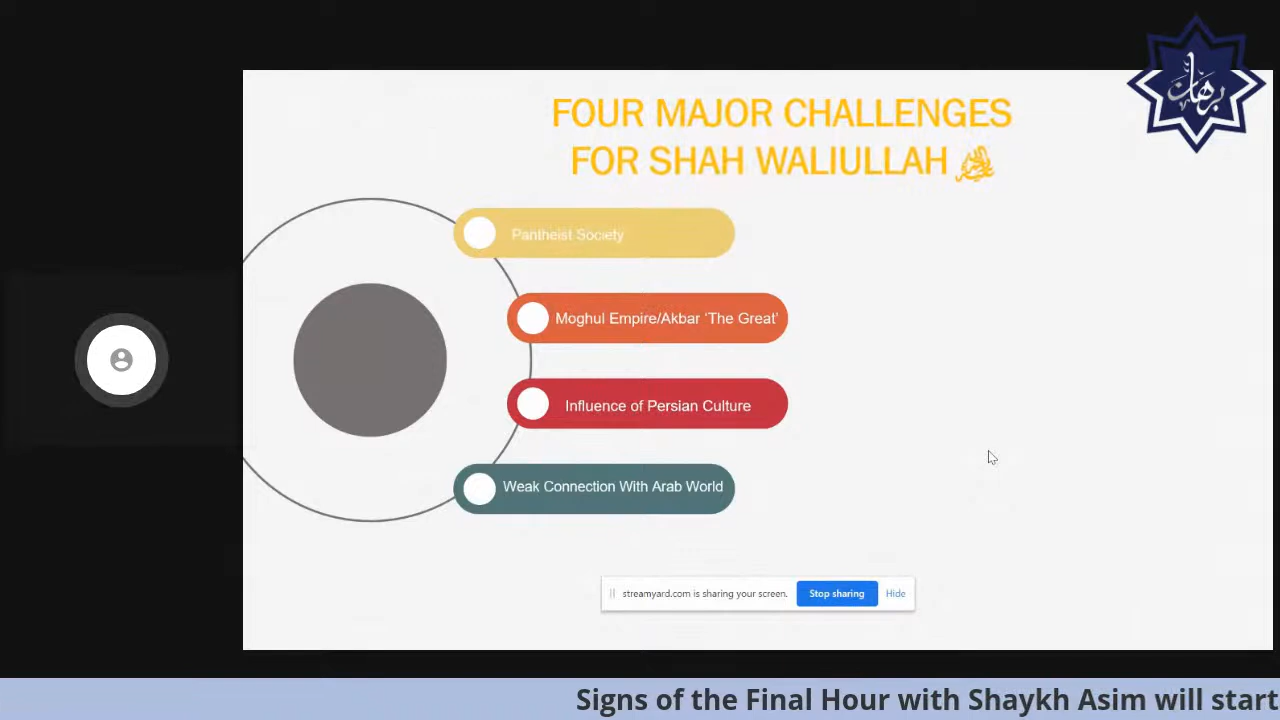 FOUR MAJOR CHALLENGES
FOR SHAH WALIULLAH
برهان
Pantheist Society
Moghul Empire/Akbar ‘The Great’
Influence of Persian Culture
Weak Connection With Arab World
streamyard.com is sharing your screen.
Stop sharing
Hide
Signs of the Final Hour with Shaykh Asim will start